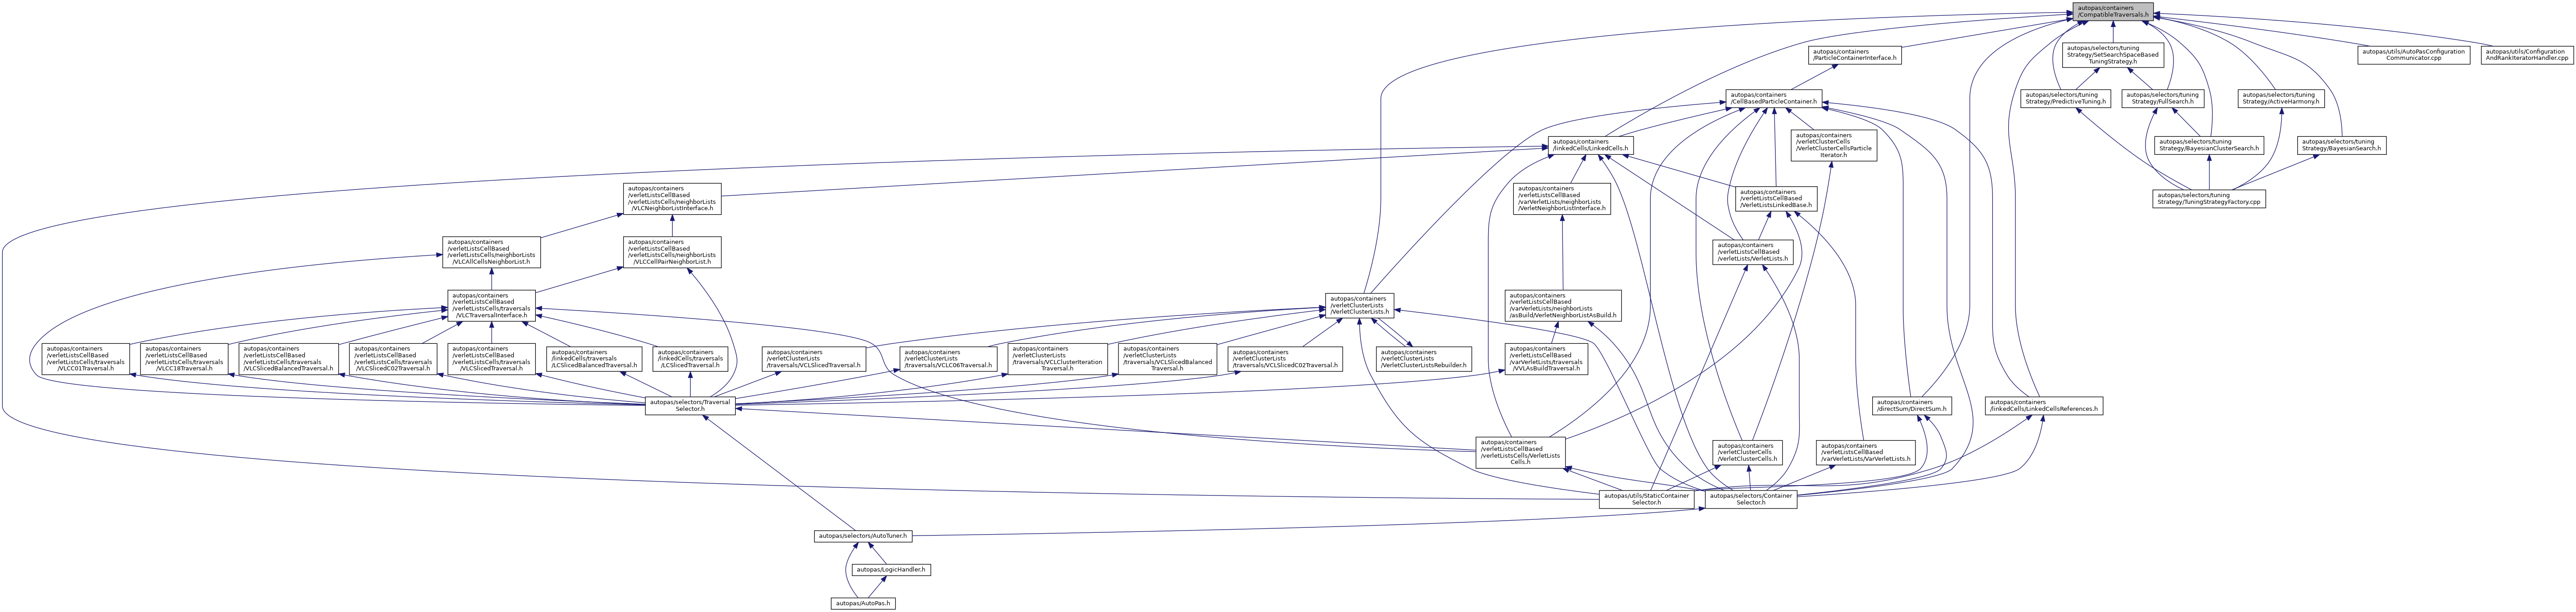 autopas/containers
/CompatibleTraversals.h
autopas/selectors/tuning
Strategy/SetSearchSpaceBased
TuningStrategy.h
autopas/containers
/ParticleContainerInterface.h
autopas/utils/AutoPasConfiguration
Communicator.cpp
autopas/utils/Configuration
AndRankIteratorHandler.cpp
autopas/containers
/CellBasedParticleContainer.h
autopas/selectors/tuning
Strategy/PredictiveTuning.h
autopas/selectors/tuning
Strategy/FullSearch.h
autopas/selectors/tuning
Strategy/ActiveHarmony.h
autopas/containers
/linkedCells/LinkedCells.h
autopas/containers
/verletClusterCells
/VerletClusterCellsParticle
Iterator.h
autopas/selectors/tuning
Strategy/BayesianClusterSearch.h
autopas/selectors/tuning
Strategy/BayesianSearch.h
autopas/containers
/verletListsCellBased
/verletListsCells/neighborLists
/VLCNeighborListInterface.h
autopas/containers
/verletListsCellBased
/varVerletLists/neighborLists
/VerletNeighborListInterface.h
autopas/containers
/verletListsCellBased
/VerletListsLinkedBase.h
autopas/selectors/tuning
Strategy/TuningStrategyFactory.cpp
autopas/containers
/verletListsCellBased
/verletListsCells/neighborLists
/VLCAllCellsNeighborList.h
autopas/containers
/verletListsCellBased
/verletListsCells/neighborLists
/VLCCellPairNeighborList.h
autopas/containers
/verletListsCellBased
/verletLists/VerletLists.h
autopas/containers
/verletListsCellBased
/verletListsCells/traversals
/VLCTraversalInterface.h
autopas/containers
/verletClusterLists
/VerletClusterLists.h
autopas/containers
/verletListsCellBased
/varVerletLists/neighborLists
/asBuild/VerletNeighborListAsBuild.h
autopas/containers
/verletListsCellBased
/verletListsCells/traversals
/VLCC01Traversal.h
autopas/containers
/verletListsCellBased
/verletListsCells/traversals
/VLCC18Traversal.h
autopas/containers
/verletListsCellBased
/verletListsCells/traversals
/VLCSlicedBalancedTraversal.h
autopas/containers
/verletListsCellBased
/verletListsCells/traversals
/VLCSlicedC02Traversal.h
autopas/containers
/verletListsCellBased
/verletListsCells/traversals
/VLCSlicedTraversal.h
autopas/containers
/linkedCells/traversals
/LCSlicedBalancedTraversal.h
autopas/containers
/linkedCells/traversals
/LCSlicedTraversal.h
autopas/containers
/verletClusterLists
/traversals/VCLSlicedTraversal.h
autopas/containers
/verletClusterLists
/traversals/VCLC06Traversal.h
autopas/containers
/verletClusterLists
/traversals/VCLClusterIteration
Traversal.h
autopas/containers
/verletClusterLists
/traversals/VCLSlicedBalanced
Traversal.h
autopas/containers
/verletClusterLists
/traversals/VCLSlicedC02Traversal.h
autopas/containers
/verletClusterLists
/VerletClusterListsRebuilder.h
autopas/containers
/verletListsCellBased
/varVerletLists/traversals
/VVLAsBuildTraversal.h
autopas/selectors/Traversal
Selector.h
autopas/containers
/directSum/DirectSum.h
autopas/containers
/linkedCells/LinkedCellsReferences.h
autopas/containers
/verletListsCellBased
/verletListsCells/VerletLists
Cells.h
autopas/containers
/verletClusterCells
/VerletClusterCells.h
autopas/containers
/verletListsCellBased
/varVerletLists/VarVerletLists.h
autopas/utils/StaticContainer
Selector.h
autopas/selectors/Container
Selector.h
autopas/selectors/AutoTuner.h
autopas/LogicHandler.h
autopas/AutoPas.h